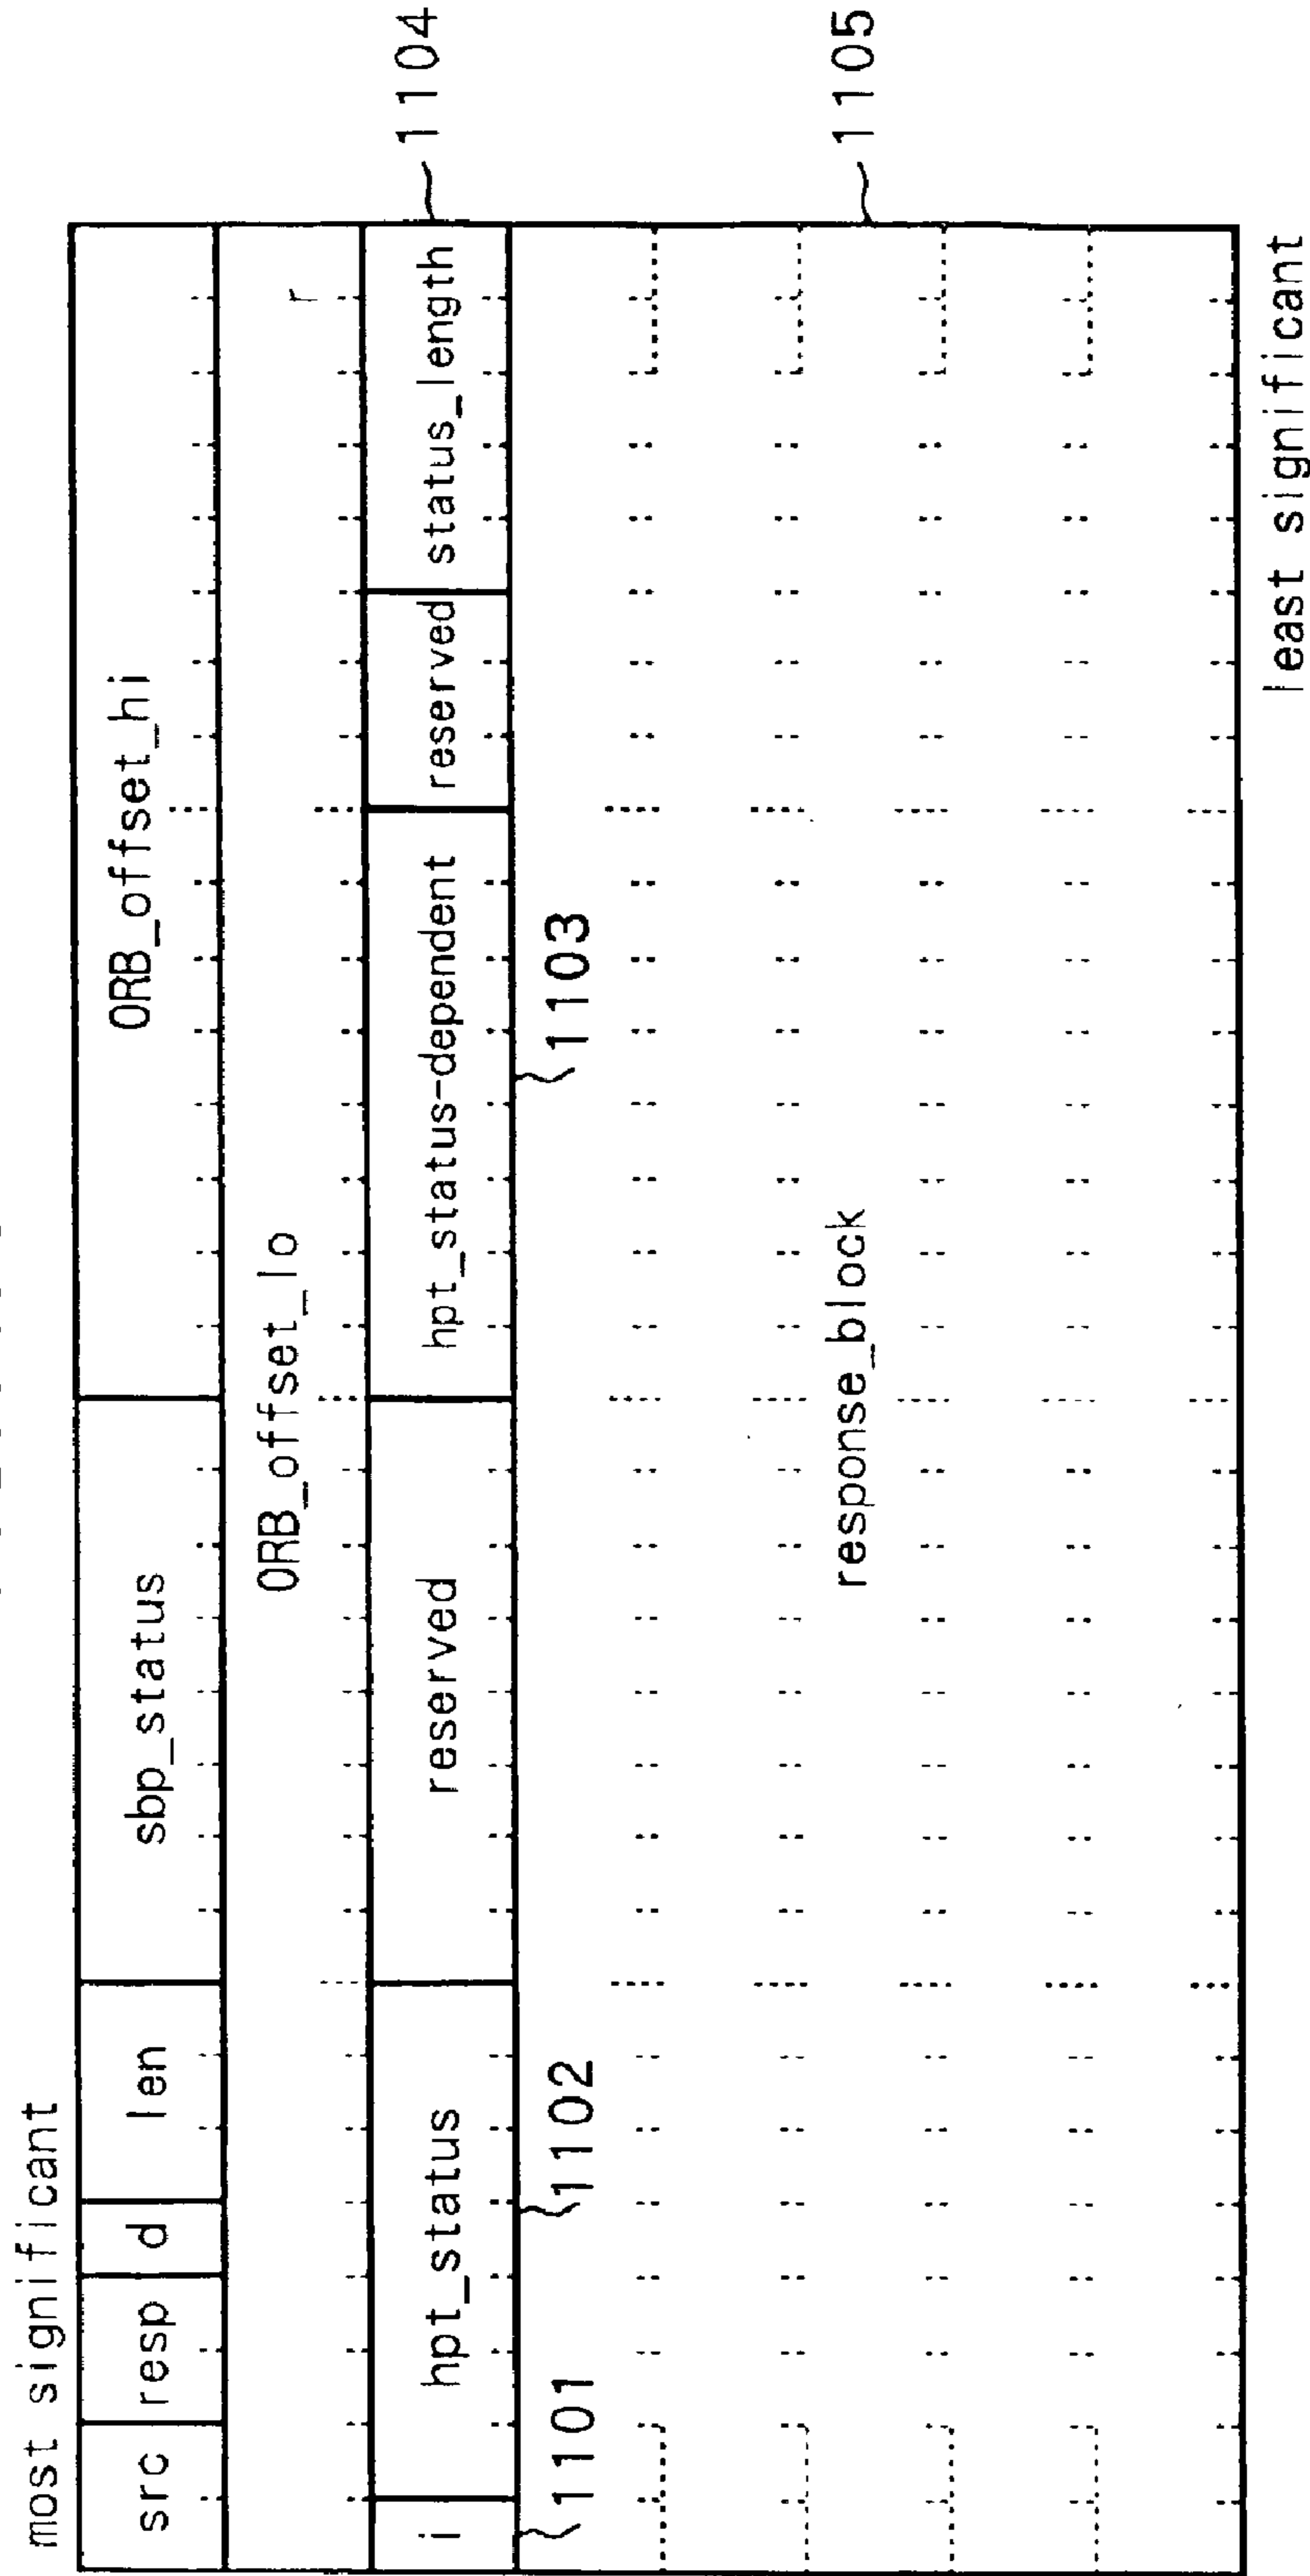 most significant
src resp d len sbp_status ORB_offset_hi
ORB_offset_lo r
i hpt_status reserved hpt_status-dependent reserved status_length 1104
1101 1102 1103
response_block 1105
least significant